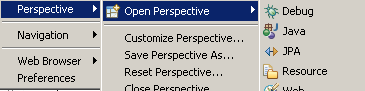 Perspective
Navigation
Web Browser
Preferences
Open Perspective
Customize Perspective...
Save Perspective As...
Reset Perspective...
Close Perspective
Debug
Java
JPA
Resource
Web